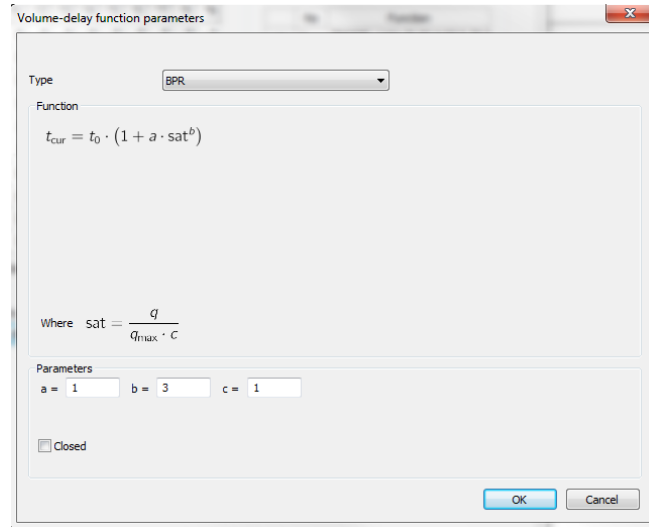 Volume-delay function parameters
Type BPR
Function
t_cur = t_0 · (1 + a · sat^b)
Where sat = q / (q_max · c)
Parameters
a = 1 b = 3 c = 1
Closed
OK Cancel